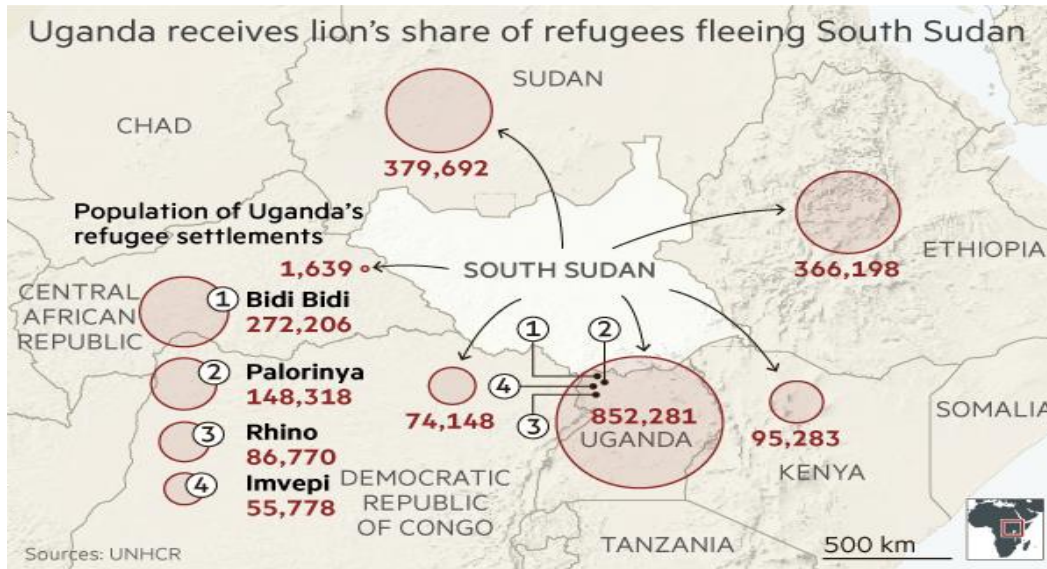 Uganda receives lion's share of refugees fleeing South Sudan
SUDAN
CHAD
379,692
Population of Uganda's
refugee settlements
1,639
SOUTH SUDAN
ETHIOPIA
366,198
CENTRAL
AFRICAN
REPUBLIC
1 Bidi Bidi
272,206
2 Palorinya
148,318
3 Rhino
86,770
4 Imvepi
55,778
1
2
4
3
74,148
DEMOCRATIC
REPUBLIC
OF CONGO
852,281
UGANDA
95,283
KENYA
SOMALIA
TANZANIA
500 km
Sources: UNHCR